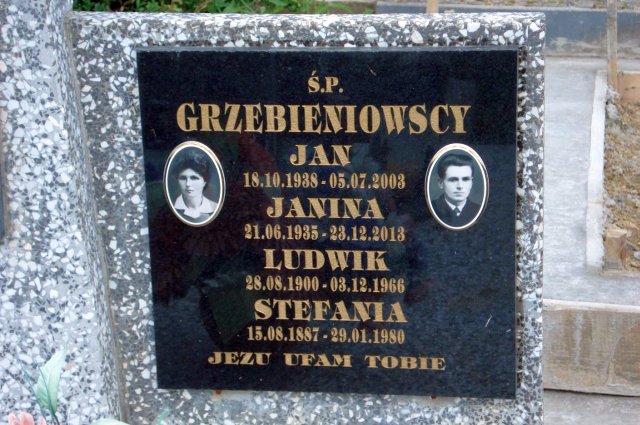 Ś.P.
GRZEBIENIOWSCY
JAN
18.10.1938 - 05.07.2003
JANINA
21.06.1935 - 23.12.2013
LUDWIK
28.08.1900 - 03.12.1966
STEFANIA
15.08.1887 - 29.01.1980
JEZU UFAM TOBIE